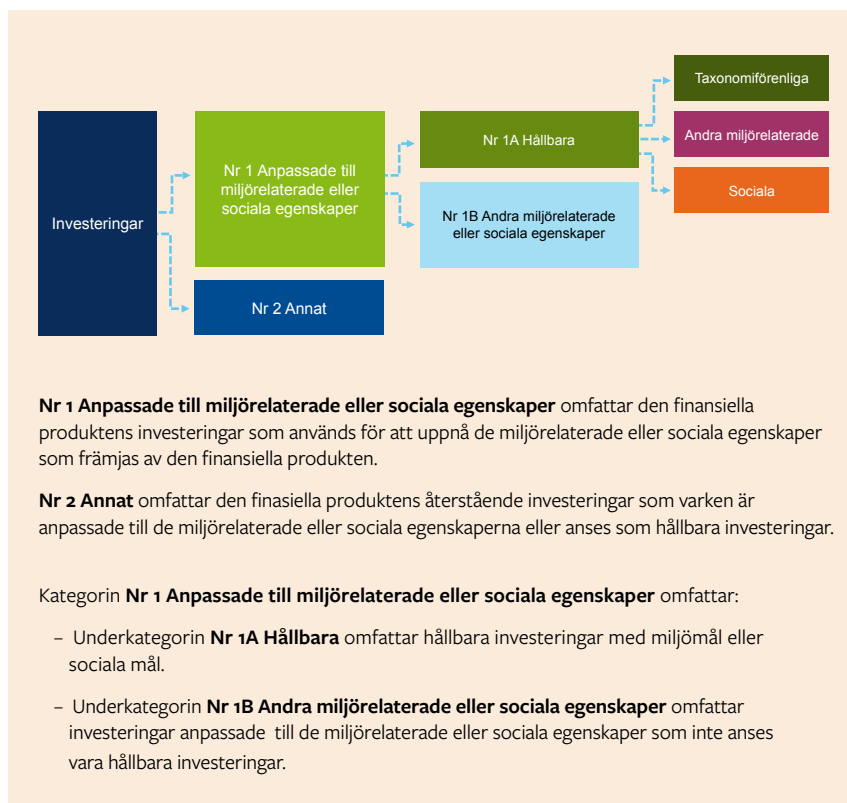 Taxonomiförenliga
Investeringar
Nr 1 Anpassade till
miljörelaterade eller
sociala egenskaper
Nr 1A Hållbara
Andra miljörelaterade
Sociala
Nr 1B Andra miljörelaterade
eller sociala egenskaper
Nr 2 Annat
Nr 1 Anpassade till miljörelaterade eller sociala egenskaper omfattar den finansiella
produktens investeringar som används för att uppnå de miljörelaterade eller sociala egenskaper
som främjas av den finansiella produkten.
Nr 2 Annat omfattar den finasiella produktens återstående investeringar som varken är
anpassade till de miljörelaterade eller sociala egenskaperna eller anses som hållbara investeringar.
Kategorin Nr 1 Anpassade till miljörelaterade eller sociala egenskaper omfattar:
– Underkategorin Nr 1A Hållbara omfattar hållbara investeringar med miljömål eller
sociala mål.
– Underkategorin Nr 1B Andra miljörelaterade eller sociala egenskaper omfattar
investeringar anpassade till de miljörelaterade eller sociala egenskaper som inte anses
vara hållbara investeringar.